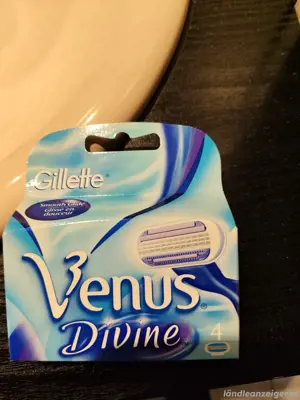 Gillette
Smooth Glide
Glisse en
douceur
Venus
Divine
4
ländleanzeiger